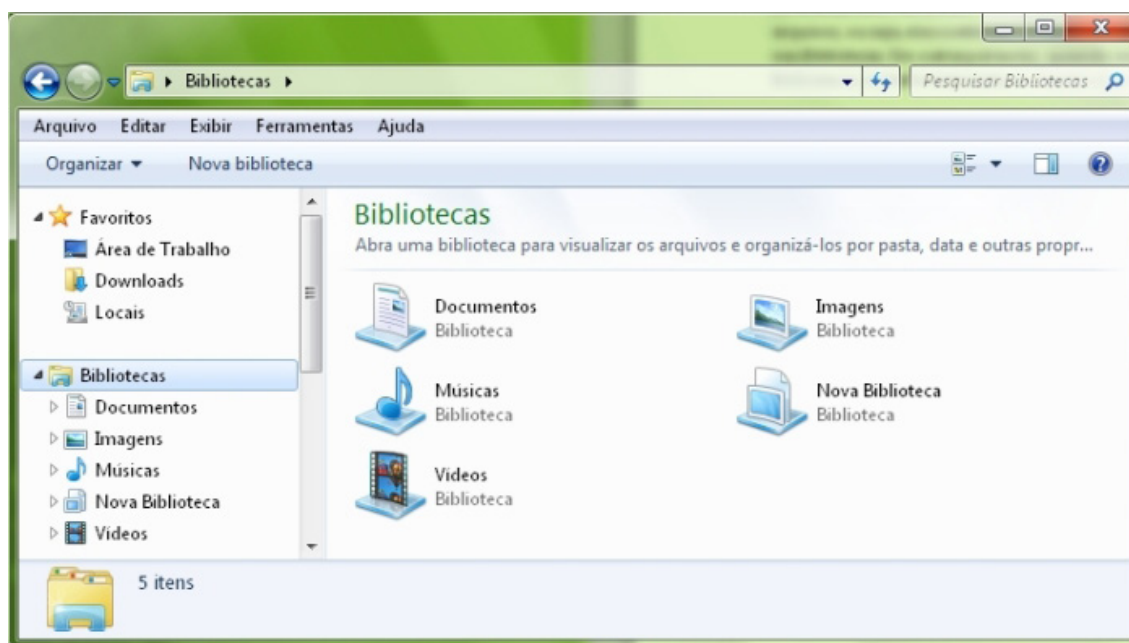 Bibliotecas
Pesquisar Bibliotecas
Arquivo Editar Exibir Ferramentas Ajuda
Organizar Nova biblioteca
Favoritos
Área de Trabalho
Downloads
Locais
Bibliotecas
Documentos
Imagens
Músicas
Nova Biblioteca
Vídeos
Bibliotecas
Abra uma biblioteca para visualizar os arquivos e organizá-los por pasta, data e outras propr...
Documentos
Biblioteca
Imagens
Biblioteca
Músicas
Biblioteca
Nova Biblioteca
Biblioteca
Vídeos
Biblioteca
5 itens